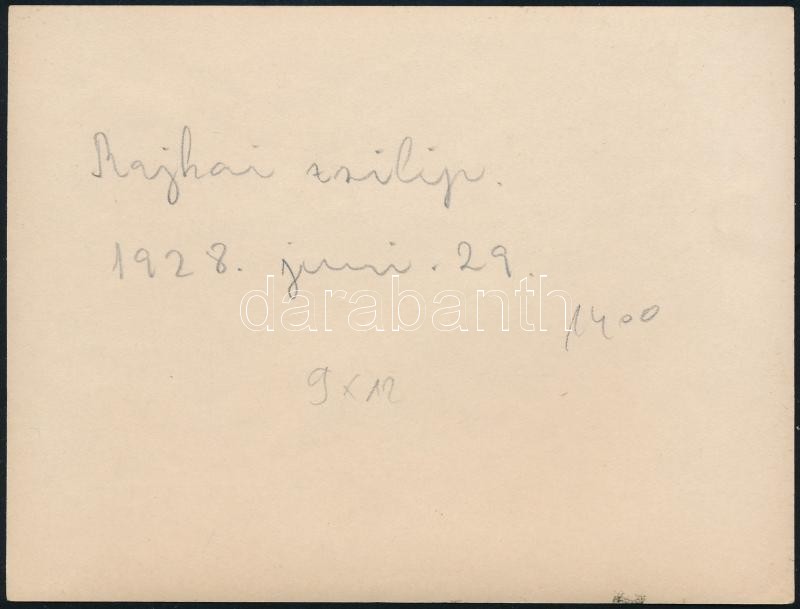 Rajkai zsilip.
1928. juni. 29.
darabanth
1400
9x12